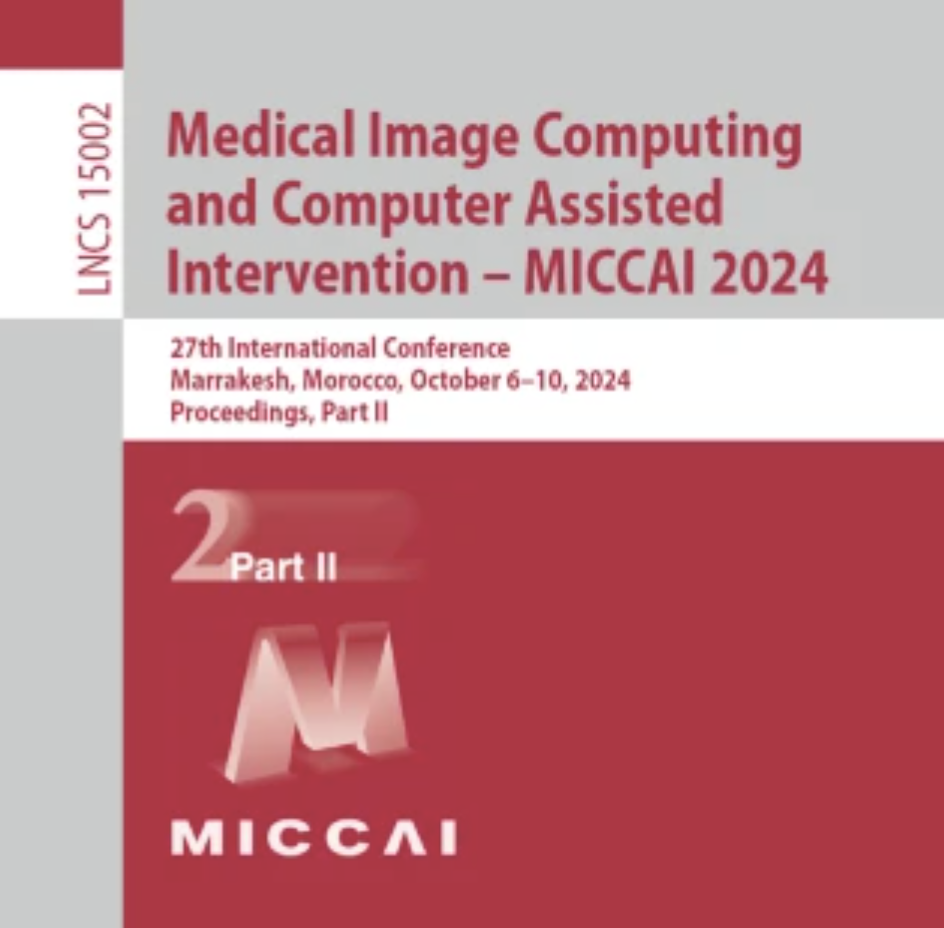 LNCS 15002
Medical Image Computing
and Computer Assisted
Intervention – MICCAI 2024
27th International Conference
Marrakesh, Morocco, October 6–10, 2024
Proceedings, Part II
2
Part II
MICCAI